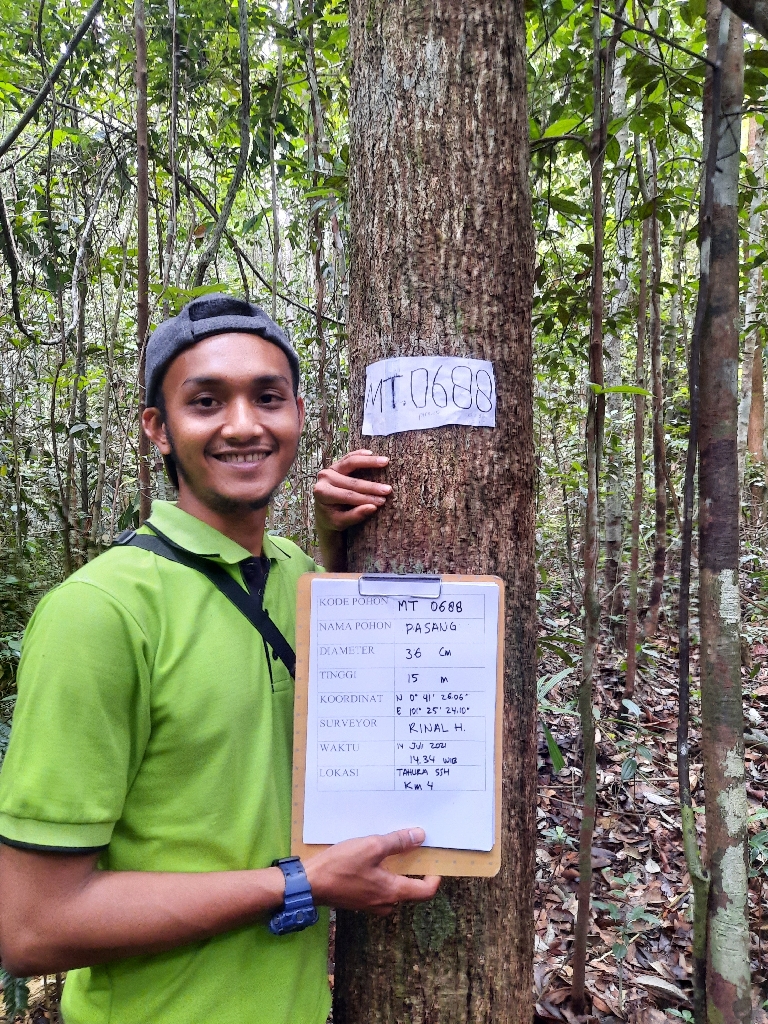 MT.0688
KODE POHON MT 0688
NAMA POHON PASANG
DIAMETER 36 Cm
TINGGI 15 m
KOORDINAT N 0° 41' 26.06"
E 101° 25' 24.10"
SURVEYOR RINAL H.
WAKTU 14 Juli 2021
14.34 WIB
LOKASI TAHURA SSH
Km 4